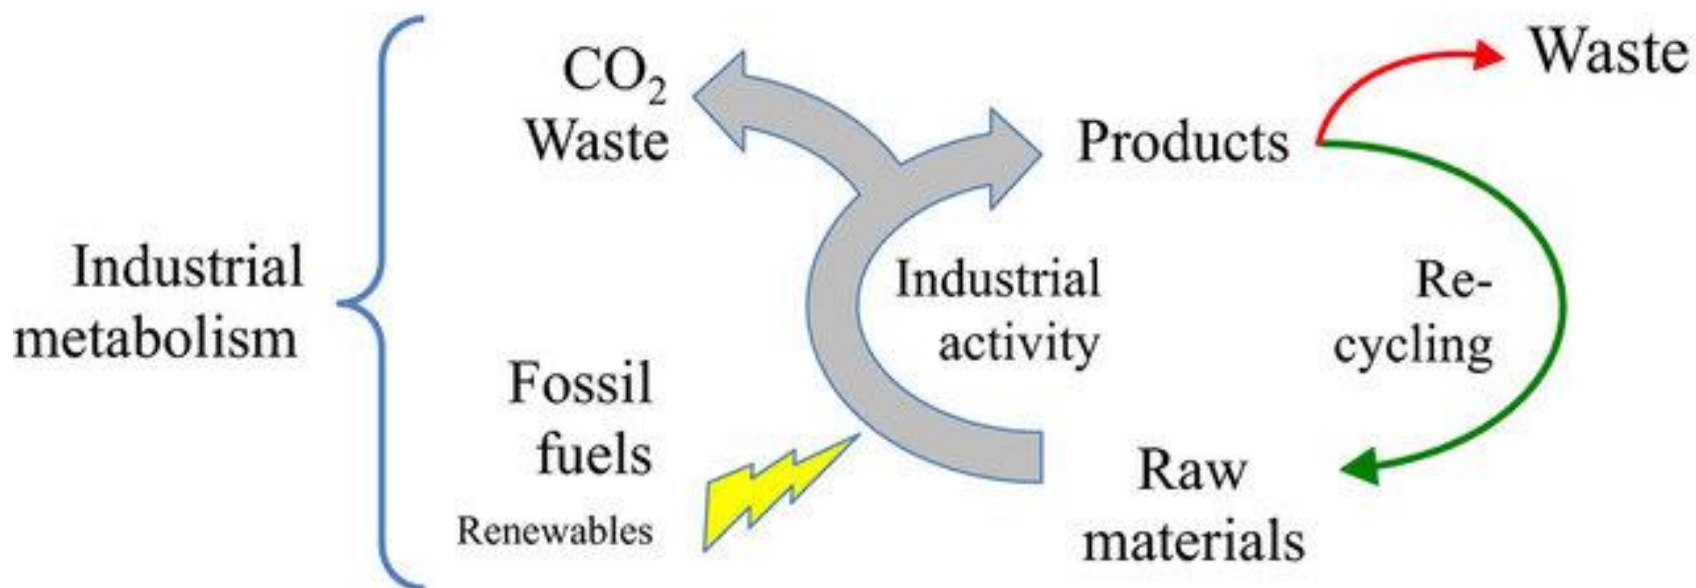 Industrial
metabolism
CO₂
Waste
Fossil
fuels
Renewables
Industrial
activity
Products
Waste
Re-
cycling
Raw
materials